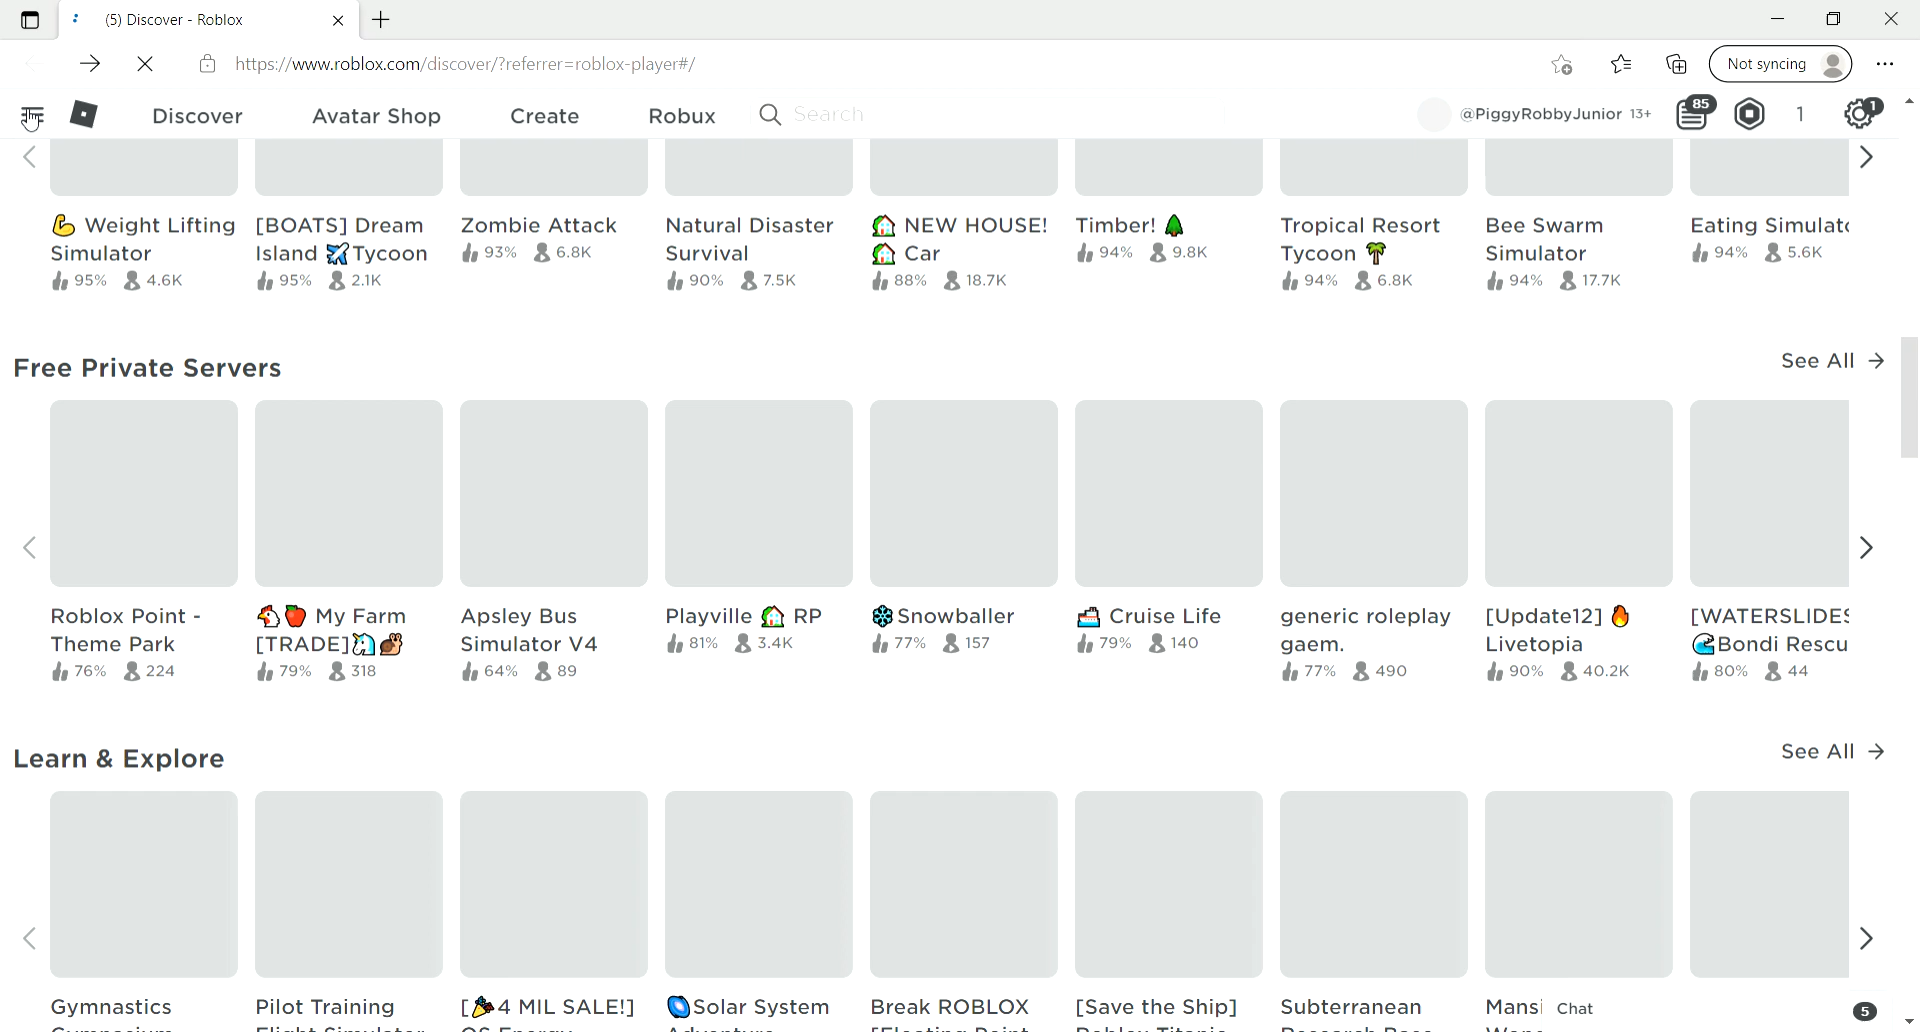 (5) Discover - Roblox
https://www.roblox.com/discover/?referrer=roblox-player#/
Not syncing
Discover Avatar Shop Create Robux Search @PiggyRobbyJunior 13+ 85 1 1
💪 Weight Lifting Simulator
95% 4.6K
[BOATS] Dream Island ✈️Tycoon
95% 2.1K
Zombie Attack
93% 6.8K
Natural Disaster Survival
90% 7.5K
🏠 NEW HOUSE! 🏠 Car
88% 18.7K
Timber! 🌲
94% 9.8K
Tropical Resort Tycoon 🌴
94% 6.8K
Bee Swarm Simulator
94% 17.7K
Eating Simulato
94% 5.6K
Free Private Servers
See All →
Roblox Point - Theme Park
76% 224
🐔🍎 My Farm [TRADE]🦄🐌
79% 318
Apsley Bus Simulator V4
64% 89
Playville 🏠 RP
81% 3.4K
❄️Snowballer
77% 157
🚢 Cruise Life
79% 140
generic roleplay gaem.
77% 490
[Update12] 🔥 Livetopia
90% 40.2K
[WATERSLIDES 🌊Bondi Rescu
80% 44
Learn & Explore
See All →
Gymnastics
Pilot Training
[🎉4 MIL SALE!]
🪐Solar System
Break ROBLOX
[Save the Ship]
Subterranean
Mansi
Chat
5